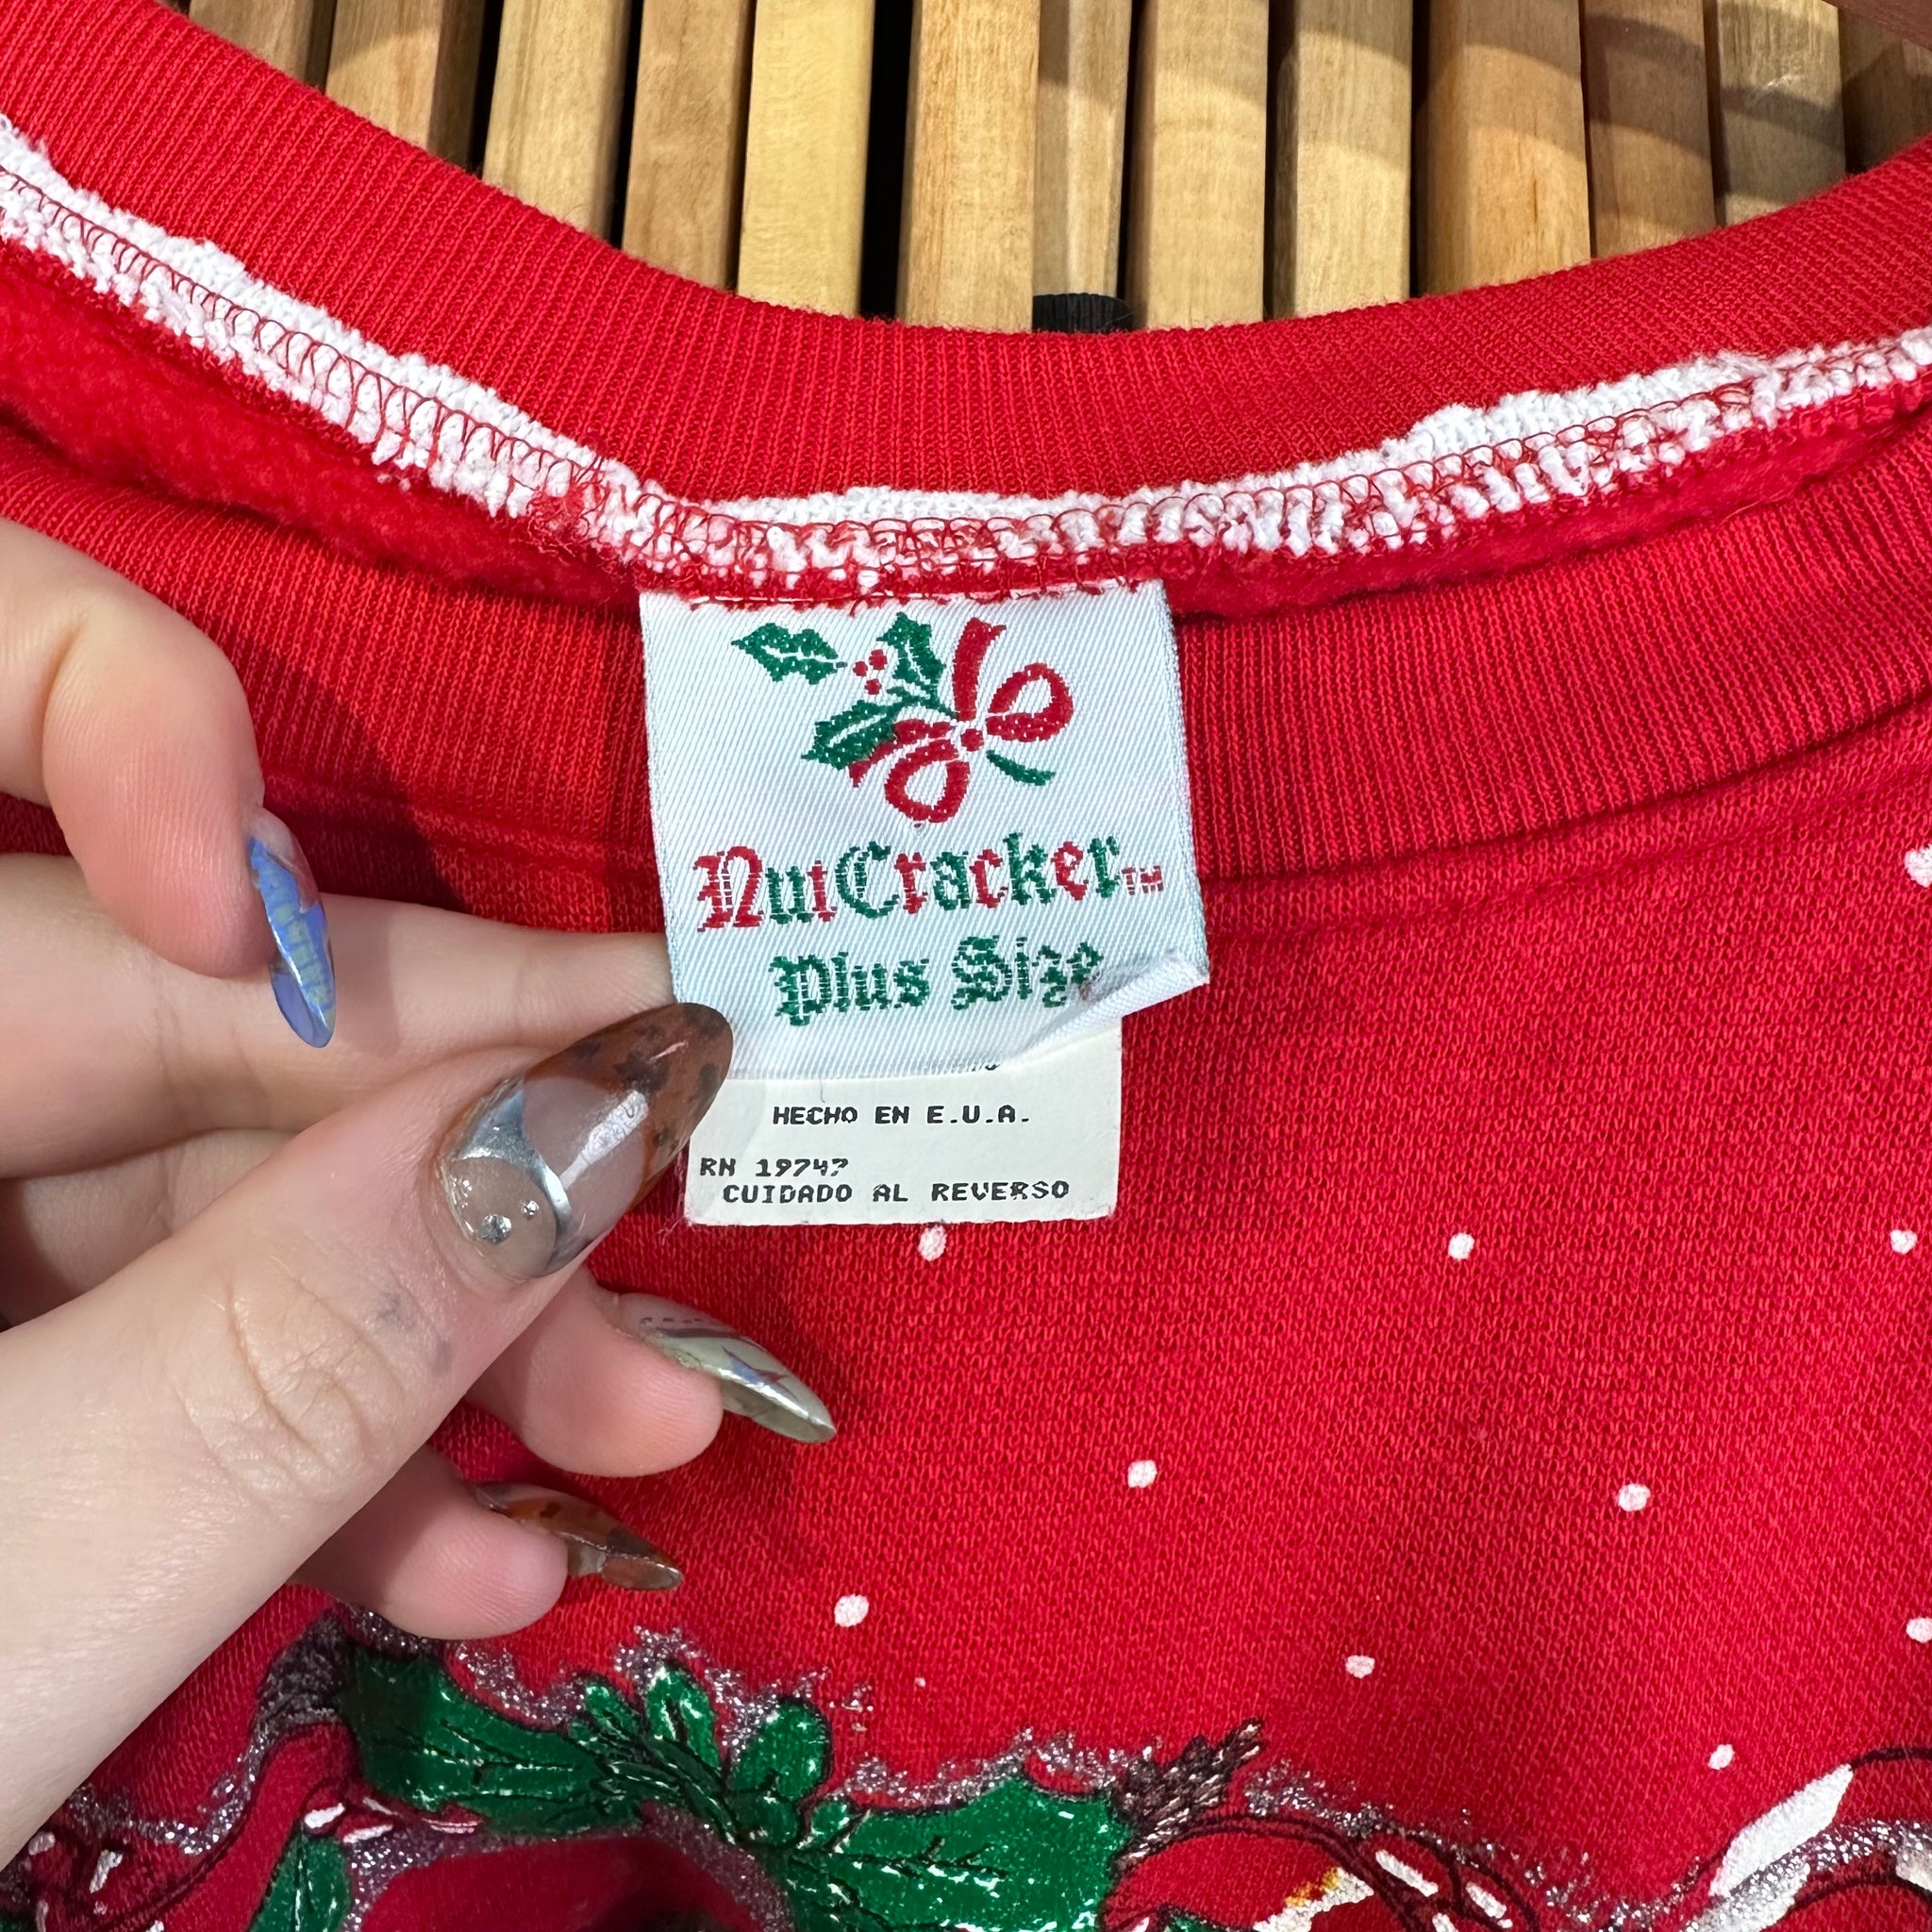 NutCracker™
Plus Size
HECHO EN E.U.A.
RN 19747
CUIDADO AL REVERSO